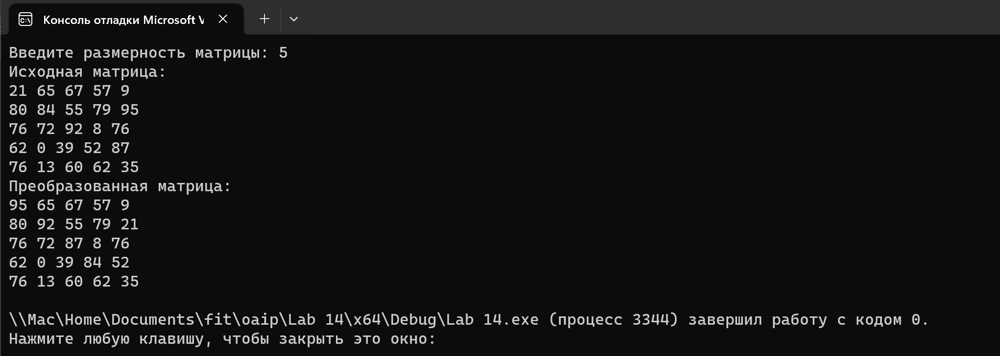 Консоль отладки Microsoft V
Введите размерность матрицы: 5
Исходная матрица:
21 65 67 57 9
80 84 55 79 95
76 72 92 8 76
62 0 39 52 87
76 13 60 62 35
Преобразованная матрица:
95 65 67 57 9
80 92 55 79 21
76 72 87 8 76
62 0 39 84 52
76 13 60 62 35
\\Mac\Home\Documents\fit\oaip\Lab 14\x64\Debug\Lab 14.exe (процесс 3344) завершил работу с кодом 0.
Нажмите любую клавишу, чтобы закрыть это окно: